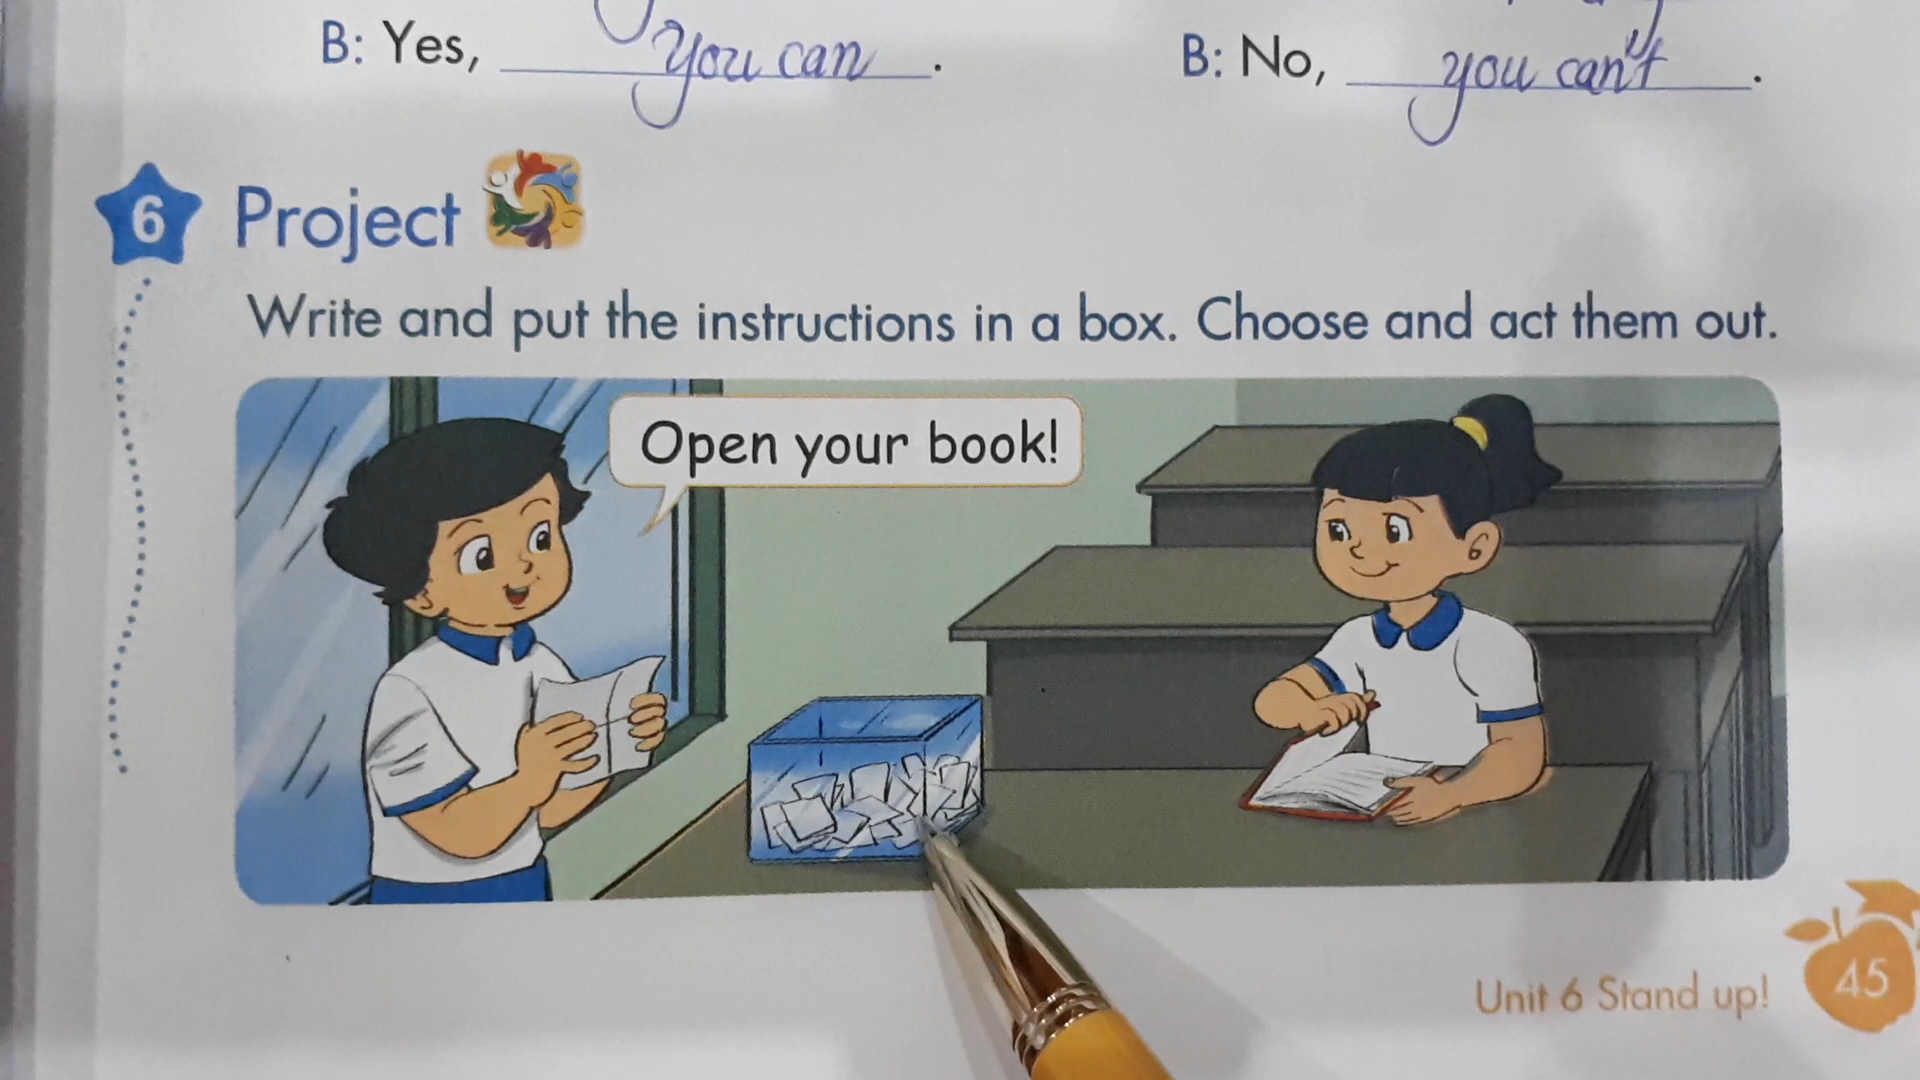 B: Yes, you can.
B: No, you can't.
6 Project
Write and put the instructions in a box. Choose and act them out.
Open your book!
Unit 6 Stand up! 45